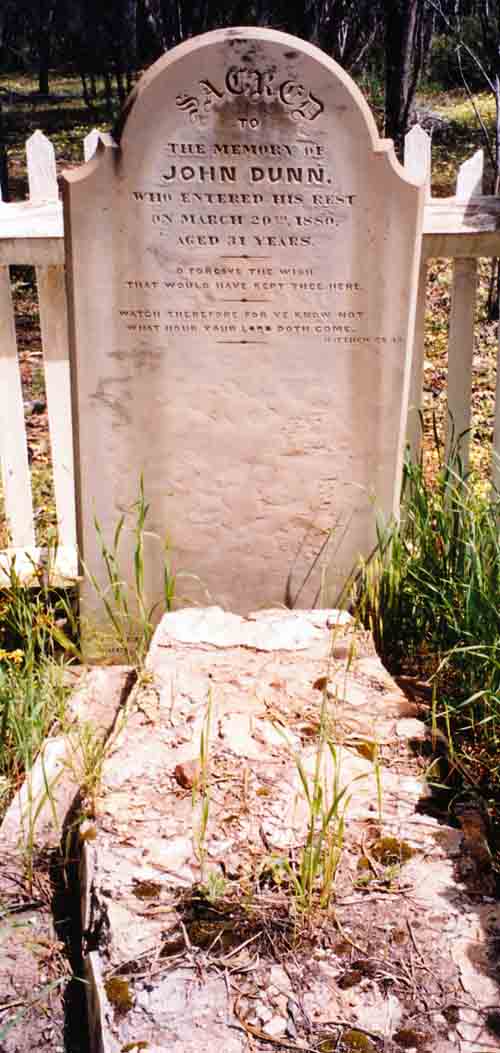 SACRED
TO
THE MEMORY OF
JOHN DUNN.
WHO ENTERED HIS REST
ON MARCH 20TH, 1880.
AGED 31 YEARS.
O FORGIVE THE WISH
THAT WOULD HAVE KEPT THEE HERE.
WATCH THEREFORE FOR YE KNOW NOT
WHAT HOUR YOUR LORD DOTH COME.